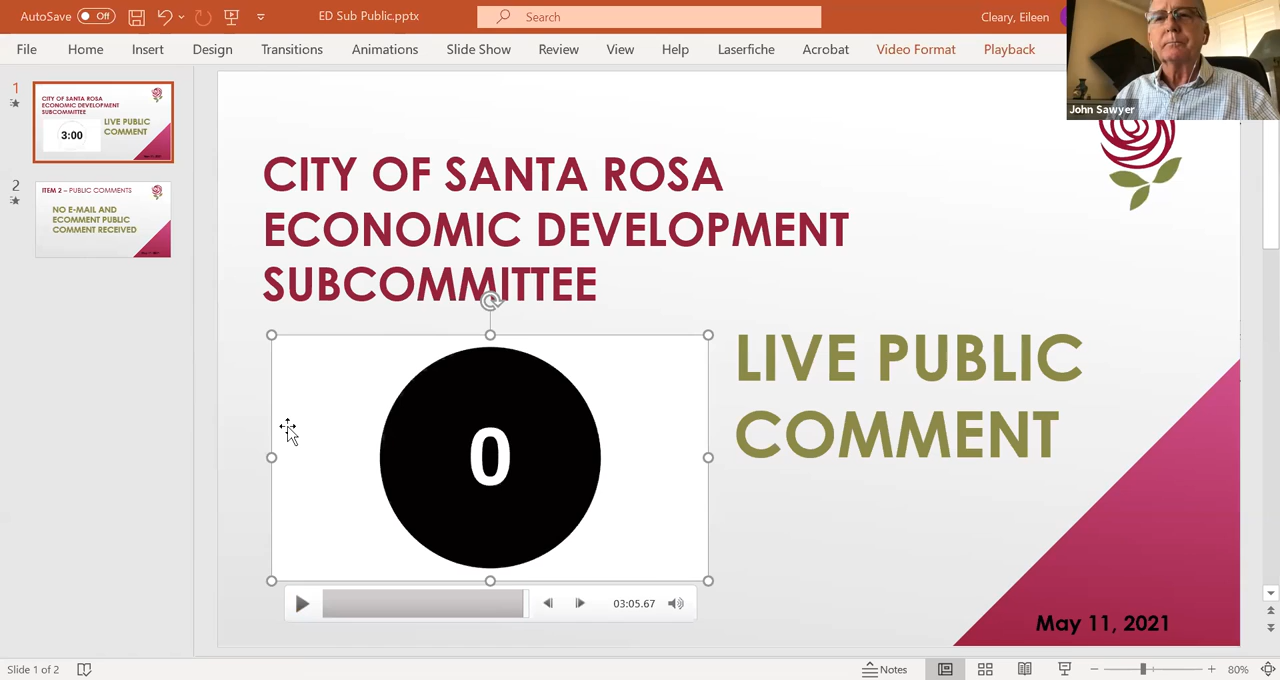 AutoSave Off ED Sub Public.pptx Search Cleary, Eileen
File Home Insert Design Transitions Animations Slide Show Review View Help Laserfiche Acrobat Video Format Playback
John Sawyer
1
CITY OF SANTA ROSA
ECONOMIC DEVELOPMENT
SUBCOMMITTEE
3:00
LIVE PUBLIC
COMMENT
2
ITEM 2 – PUBLIC COMMENTS
NO E-MAIL AND
ECOMMENT PUBLIC
COMMENT RECEIVED
CITY OF SANTA ROSA
ECONOMIC DEVELOPMENT
SUBCOMMITTEE
0
LIVE PUBLIC
COMMENT
03:05.67
May 11, 2021
Slide 1 of 2 Notes 80%